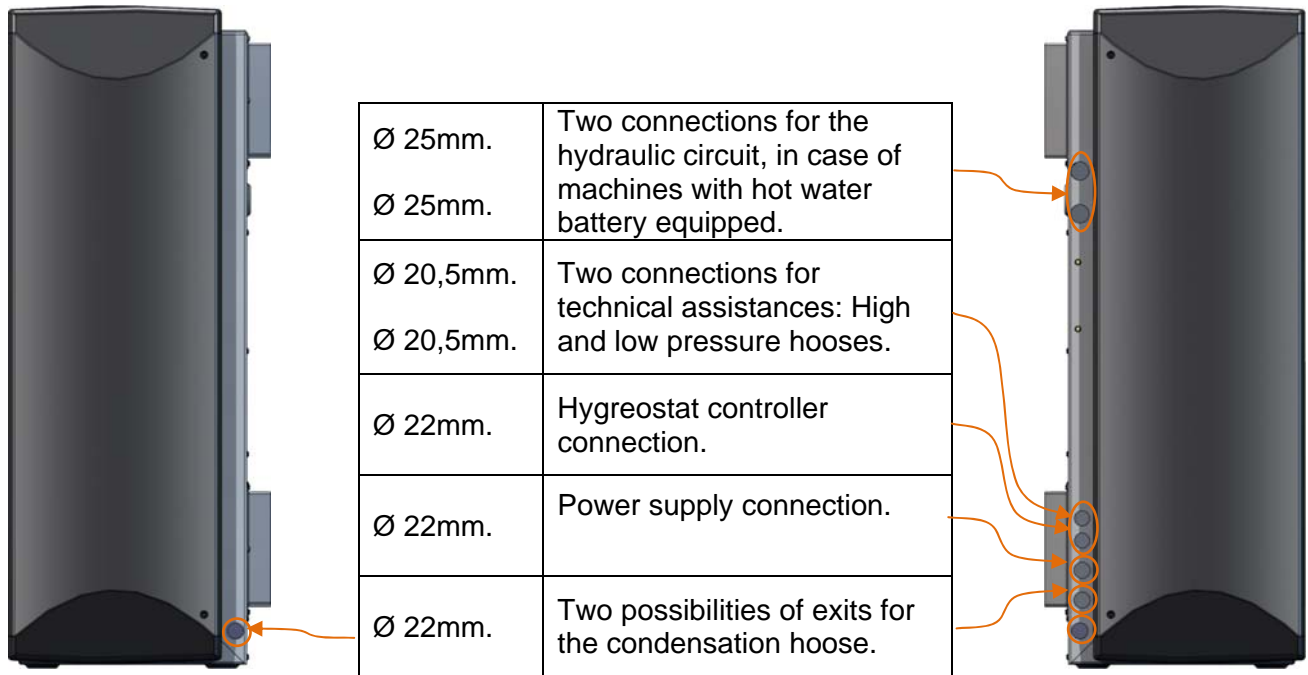 Ø 25mm.
Ø 25mm.
Two connections for the
hydraulic circuit, in case of
machines with hot water
battery equipped.
Ø 20,5mm.
Ø 20,5mm.
Two connections for
technical assistances: High
and low pressure hooses.
Ø 22mm.
Hygreostat controller
connection.
Ø 22mm.
Power supply connection.
Ø 22mm.
Two possibilities of exits for
the condensation hoose.